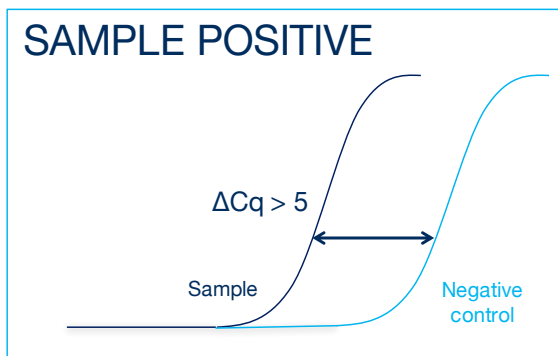 SAMPLE POSITIVE
ΔCq > 5
Sample
Negative
control